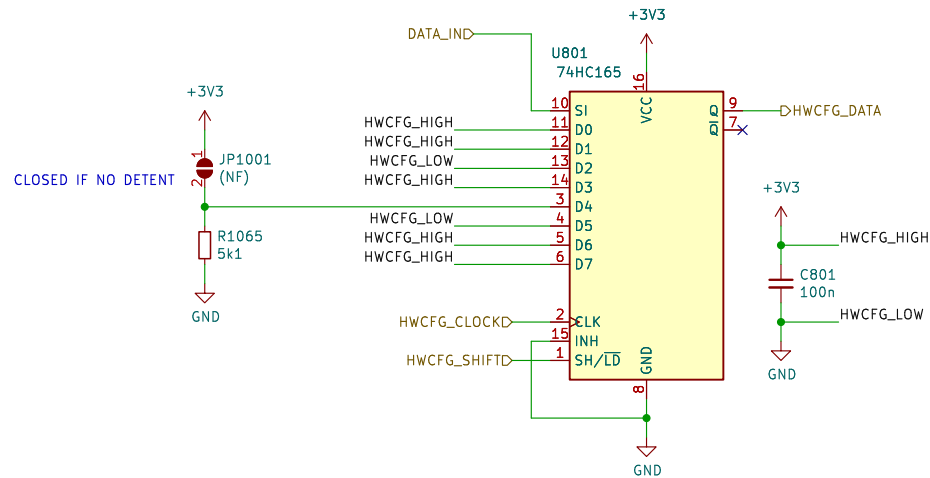 +3V3
DATA_IN
U801
74HC165
16
VCC
+3V3
10
SI
Q
9
HWCFG_DATA
HWCFG_HIGH
11
D0
Q
7
HWCFG_HIGH
12
D1
1
JP1001
HWCFG_LOW
13
D2
CLOSED IF NO DETENT
2
(NF)
HWCFG_HIGH
14
D3
+3V3
3
D4
HWCFG_LOW
4
D5
R1065
HWCFG_HIGH
5
D6
HWCFG_HIGH
5k1
HWCFG_HIGH
6
D7
C801
100n
GND
HWCFG_CLOCK
2
CLK
HWCFG_LOW
15
INH
HWCFG_SHIFT
1
SH/LD
GND
GND
8
GND